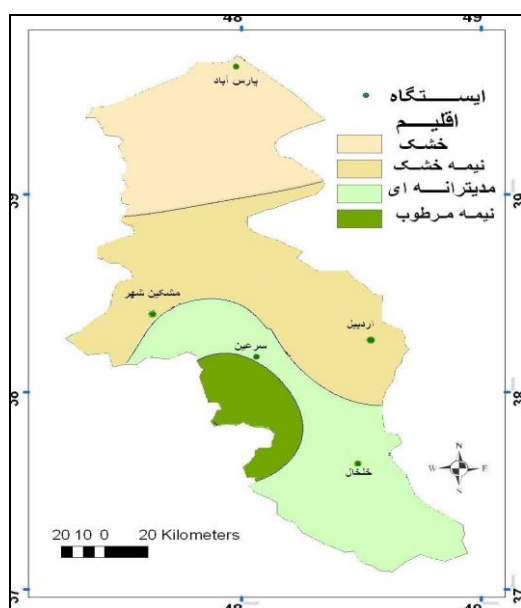 48
49
پارس آباد
ایستگاه
اقلیم
خشک
نیمه خشک
مدیترانه ای
نیمه مرطوب
39
39
مشکین شهر
اردبیل
سرعین
38
38
خلخال
N
W
E
S
20 10 0 20 Kilometers
37
37
48
49